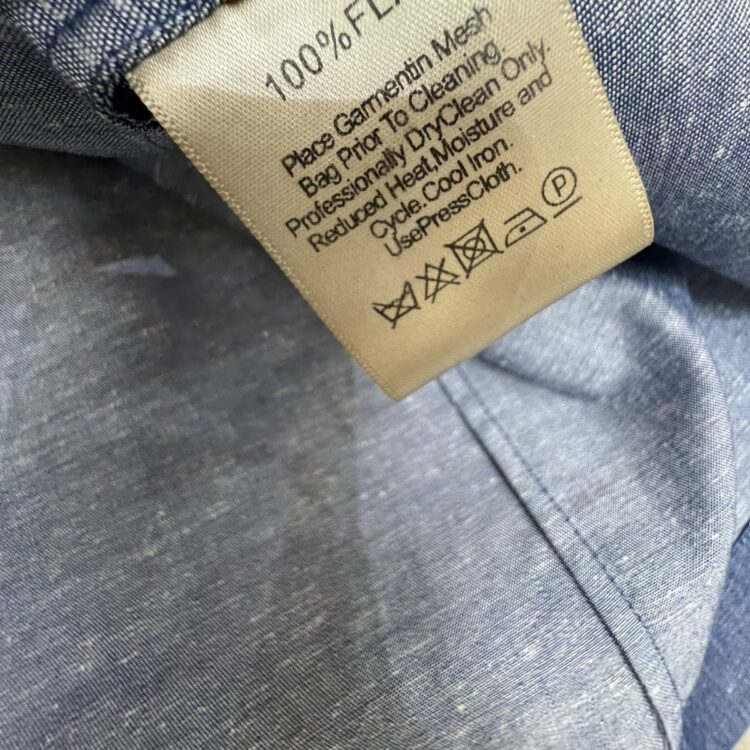 100%
Place Garmentin Mesh
Bag Prior To Cleaning.
Professionally DryClean Only.
Reduced Heat.Moisture and
Cycle.Cool Iron.
UsePressCloth.
P